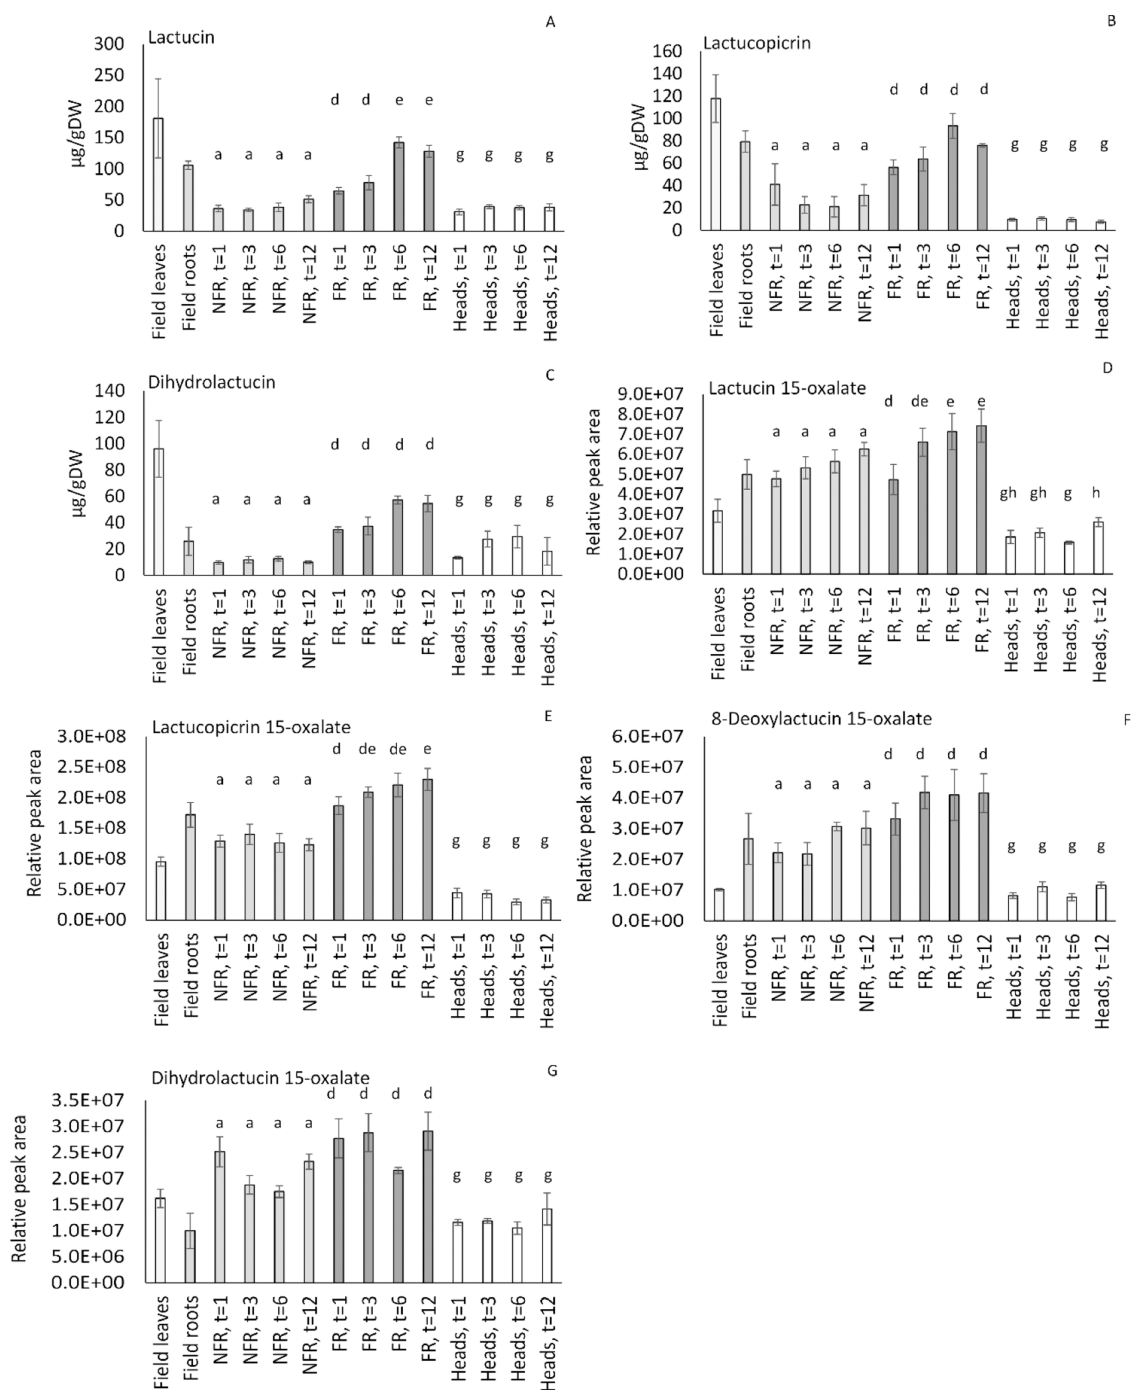 A
Lactucin
300
250
200
150
100
50
0
µg/gDW
a a a a d d e e g g g g
Field leaves
Field roots
NFR, t=1
NFR, t=3
NFR, t=6
NFR, t=12
FR, t=1
FR, t=3
FR, t=6
FR, t=12
Heads, t=1
Heads, t=3
Heads, t=6
Heads, t=12
B
Lactucopicrin
160
140
120
100
80
60
40
20
0
µg/gDW
a a a a d d d d g g g g
Field leaves
Field roots
NFR, t=1
NFR, t=3
NFR, t=6
NFR, t=12
FR, t=1
FR, t=3
FR, t=6
FR, t=12
Heads, t=1
Heads, t=3
Heads, t=6
Heads, t=12
C
Dihydrolactucin
140
120
100
80
60
40
20
0
µg/gDW
a a a a d d d d g g g g
Field leaves
Field roots
NFR, t=1
NFR, t=3
NFR, t=6
NFR, t=12
FR, t=1
FR, t=3
FR, t=6
FR, t=12
Heads, t=1
Heads, t=3
Heads, t=6
Heads, t=12
D
Lactucin 15-oxalate
9.0E+07
8.0E+07
7.0E+07
6.0E+07
5.0E+07
4.0E+07
3.0E+07
2.0E+07
1.0E+07
0.0E+00
Relative peak area
a a a a d de e e gh gh g h
Field leaves
Field roots
NFR, t=1
NFR, t=3
NFR, t=6
NFR, t=12
FR, t=1
FR, t=3
FR, t=6
FR, t=12
Heads, t=1
Heads, t=3
Heads, t=6
Heads, t=12
E
Lactucopicrin 15-oxalate
3.0E+08
2.5E+08
2.0E+08
1.5E+08
1.0E+08
5.0E+07
0.0E+00
Relative peak area
a a a a d de de e g g g g
Field leaves
Field roots
NFR, t=1
NFR, t=3
NFR, t=6
NFR, t=12
FR, t=1
FR, t=3
FR, t=6
FR, t=12
Heads, t=1
Heads, t=3
Heads, t=6
Heads, t=12
F
8-Deoxylactucin 15-oxalate
6.0E+07
5.0E+07
4.0E+07
3.0E+07
2.0E+07
1.0E+07
0.0E+00
Relative peak area
a a a a d d d d g g g g
Field leaves
Field roots
NFR, t=1
NFR, t=3
NFR, t=6
NFR, t=12
FR, t=1
FR, t=3
FR, t=6
FR, t=12
Heads, t=1
Heads, t=3
Heads, t=6
Heads, t=12
G
Dihydrolactucin 15-oxalate
3.5E+07
3.0E+07
2.5E+07
2.0E+07
1.5E+07
1.0E+07
5.0E+06
0.0E+00
Relative peak area
a a a a d d d d g g g g
Field leaves
Field roots
NFR, t=1
NFR, t=3
NFR, t=6
NFR, t=12
FR, t=1
FR, t=3
FR, t=6
FR, t=12
Heads, t=1
Heads, t=3
Heads, t=6
Heads, t=12